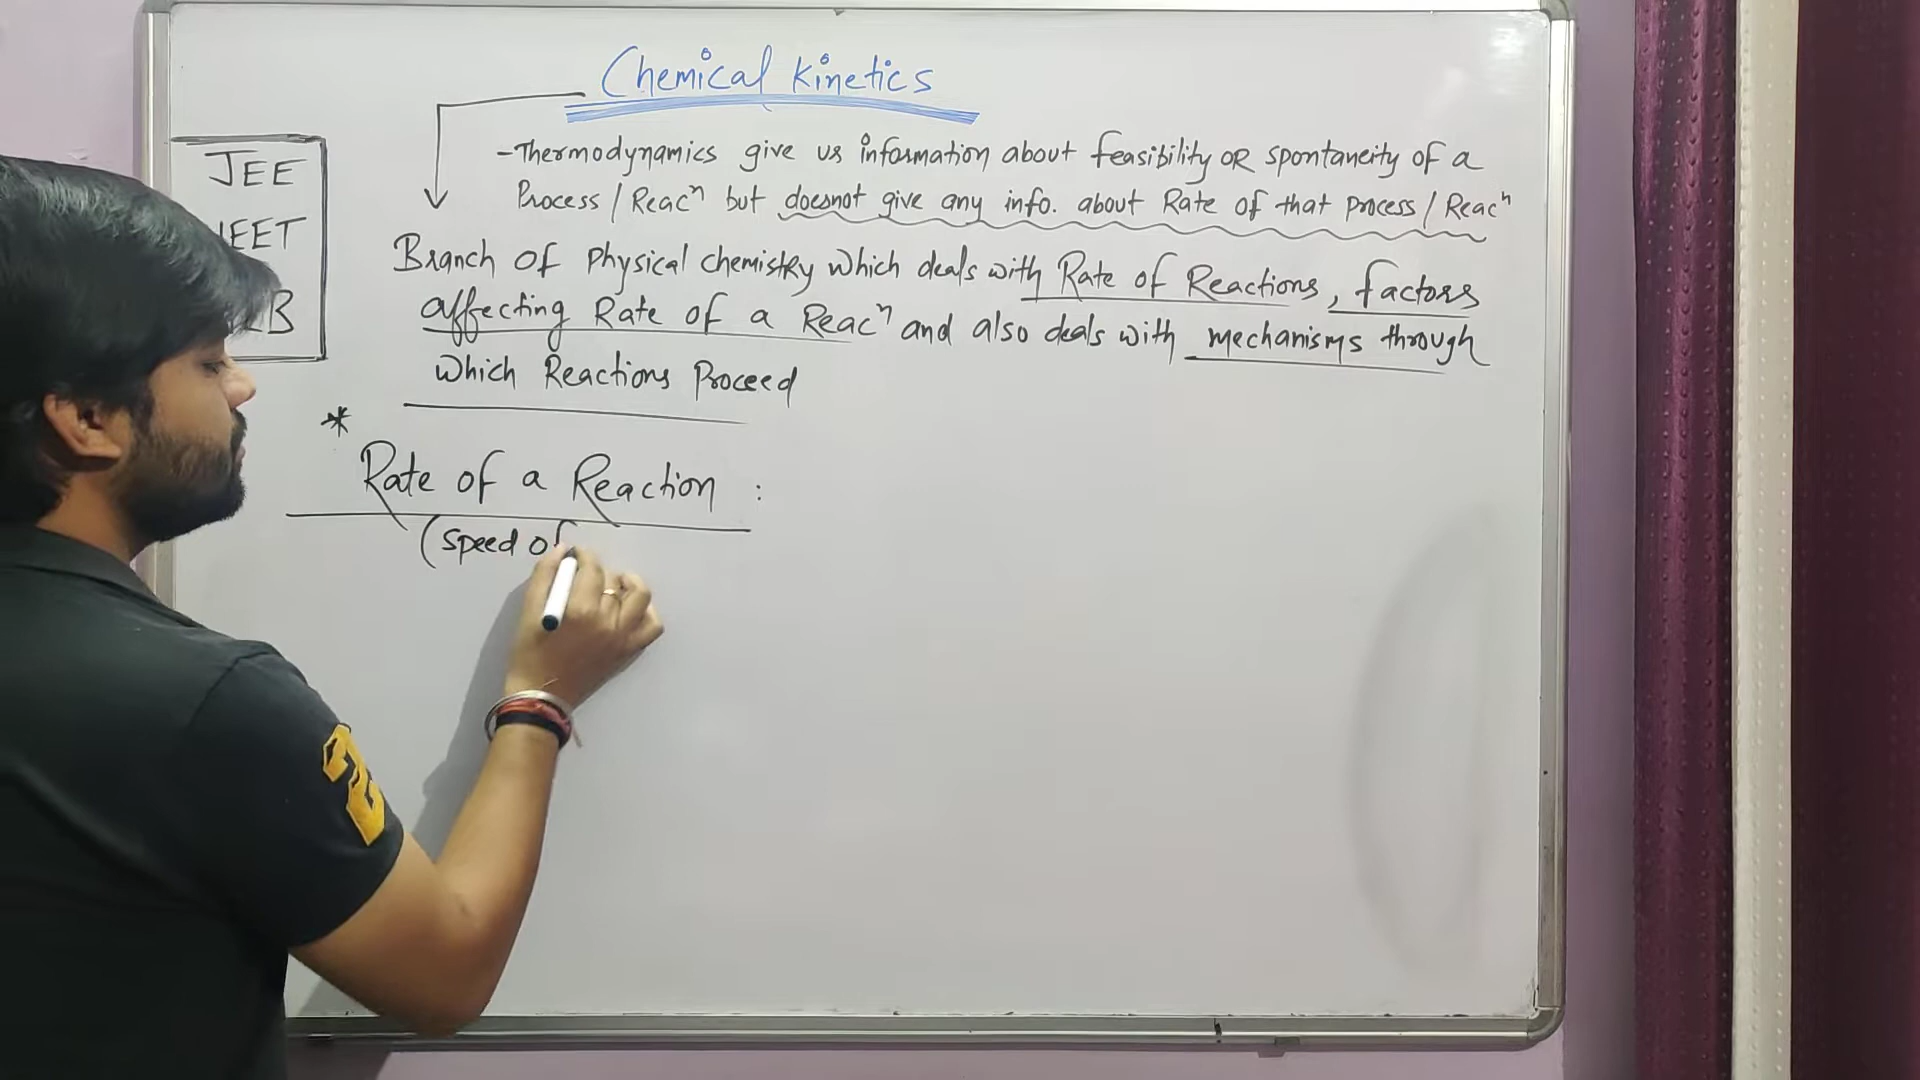 Chemical Kinetics
JEE
-Thermodynamics give us information about feasibility OR spontaneity of a
Process / Reacⁿ but doesnot give any info. about Rate of that Process / Reacⁿ
Branch of Physical chemistry which deals with Rate of Reactions, factors
affecting Rate of a Reacⁿ and also deals with mechanisms through
which Reactions Proceed
* Rate of a Reaction :
(Speed of
2